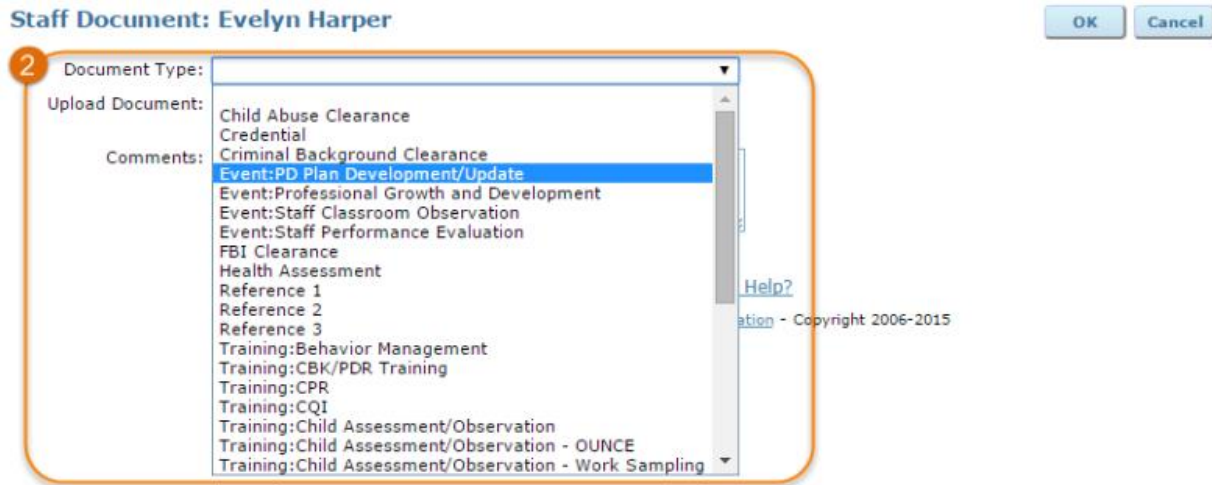 Staff Document: Evelyn Harper
OK Cancel
2
Document Type:
Upload Document:
Comments:
Child Abuse Clearance
Credential
Criminal Background Clearance
Event:PD Plan Development/Update
Event:Professional Growth and Development
Event:Staff Classroom Observation
Event:Staff Performance Evaluation
FBI Clearance
Health Assessment
Reference 1
Reference 2
Reference 3
Training:Behavior Management
Training:CBK/PDR Training
Training:CPR
Training:CQI
Training:Child Assessment/Observation
Training:Child Assessment/Observation - OUNCE
Training:Child Assessment/Observation - Work Sampling
Help?
ation - Copyright 2006-2015